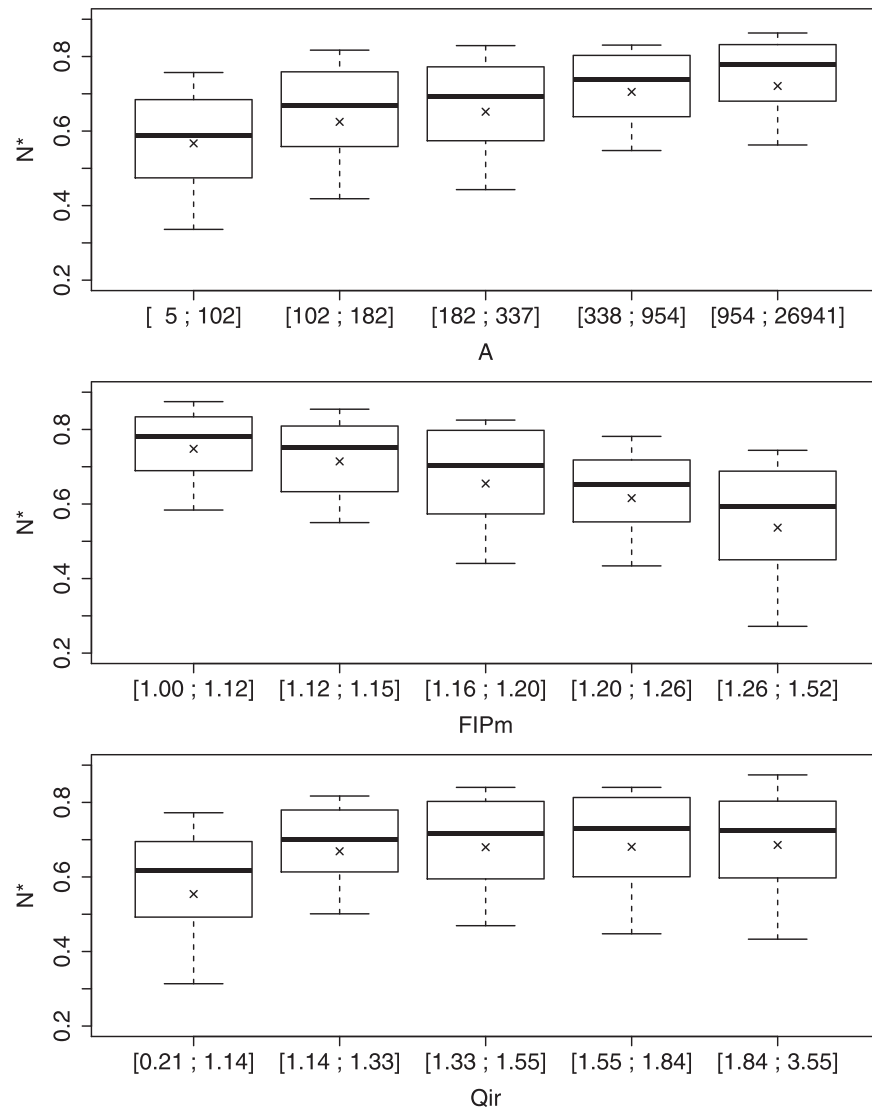 N*
0.8
0.6
0.4
0.2
[ 5 ; 102] [102 ; 182] [182 ; 337] [338 ; 954] [954 ; 26941]
A
N*
0.8
0.6
0.4
0.2
[1.00 ; 1.12] [1.12 ; 1.15] [1.16 ; 1.20] [1.20 ; 1.26] [1.26 ; 1.52]
FIPm
N*
0.8
0.6
0.4
0.2
[0.21 ; 1.14] [1.14 ; 1.33] [1.33 ; 1.55] [1.55 ; 1.84] [1.84 ; 3.55]
Qir